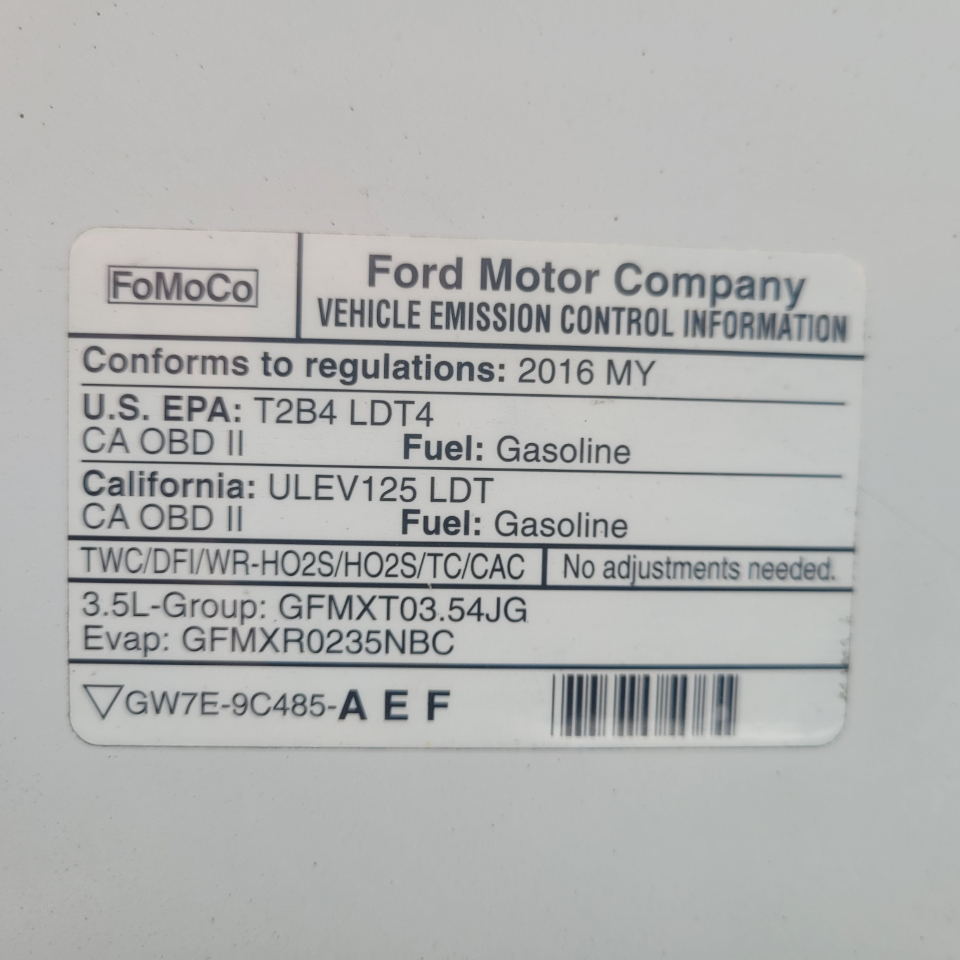 FoMoCo
Ford Motor Company
VEHICLE EMISSION CONTROL INFORMATION
Conforms to regulations: 2016 MY
U.S. EPA: T2B4 LDT4
CA OBD II Fuel: Gasoline
California: ULEV125 LDT
CA OBD II Fuel: Gasoline
TWC/DFI/WR-HO2S/HO2S/TC/CAC No adjustments needed.
3.5L-Group: GFMXT03.54JG
Evap: GFMXR0235NBC
GW7E-9C485-A E F